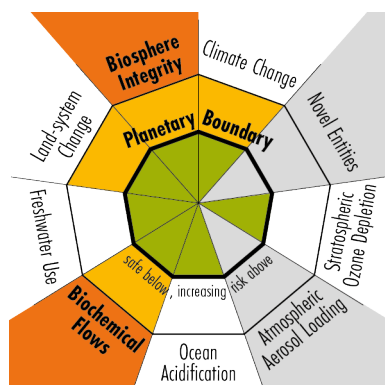 Biosphere
Integrity
Climate Change
Novel Entities
Stratospheric
Ozone Depletion
Atmospheric
Aerosol Loading
Ocean
Acidification
Biochemical
Flows
Freshwater Use
Land-system
Change
Planetary Boundary
safe below, increasing risk above